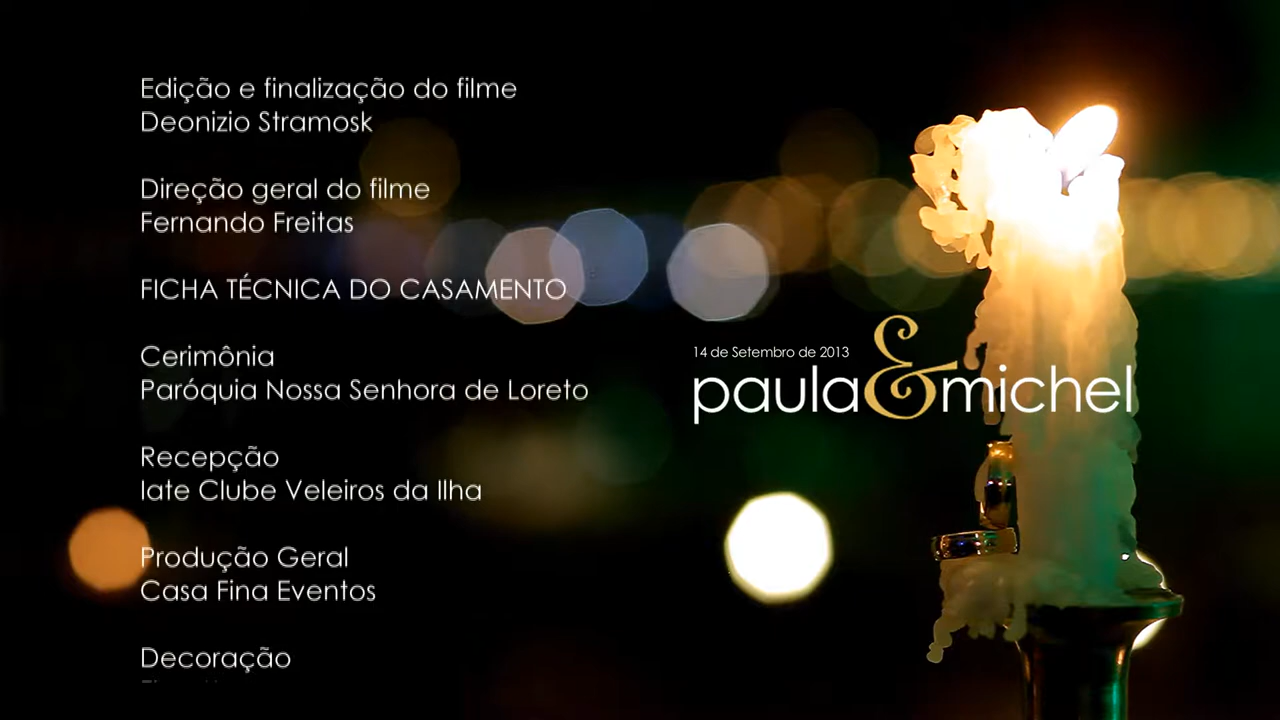 Edição e finalização do filme
Deonizio Stramosk
Direção geral do filme
Fernando Freitas
FICHA TÉCNICA DO CASAMENTO
Cerimônia
Paróquia Nossa Senhora de Loreto
Recepção
Iate Clube Veleiros da Ilha
Produção Geral
Casa Fina Eventos
Decoração
14 de Setembro de 2013
paula&michel